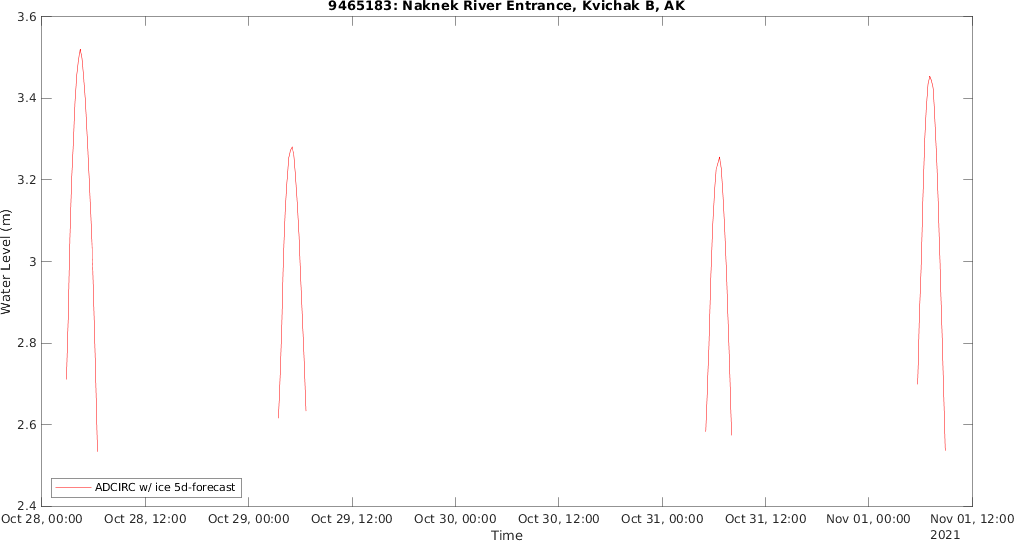 9465183: Naknek River Entrance, Kvichak B, AK
3.6
3.4
3.2
3
2.8
2.6
2.4
Water Level (m)
ADCIRC w/ ice 5d-forecast
Oct 28, 00:00 Oct 28, 12:00 Oct 29, 00:00 Oct 29, 12:00 Oct 30, 00:00 Oct 30, 12:00 Oct 31, 00:00 Oct 31, 12:00 Nov 01, 00:00 Nov 01, 12:00
Time
2021